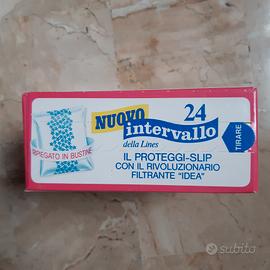 NUOVO
24
intervallo
della Lines
RIPIEGATO IN BUSTINE
IL PROTEGGI-SLIP
CON IL RIVOLUZIONARIO
FILTRANTE "IDEA"
TIRARE
subito